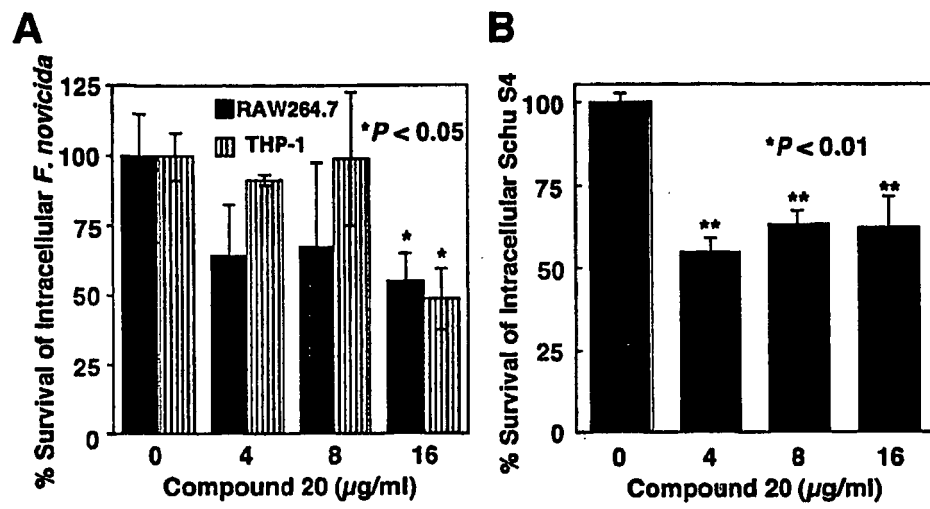 A
% Survival of Intracellular F. novicida
125
100
75
50
25
0
RAW264.7
THP-1
*P < 0.05
*
*
0 4 8 16
Compound 20 (µg/ml)
B
% Survival of Intracellular Schu S4
100
75
50
25
0
*P < 0.01
**
**
**
0 4 8 16
Compound 20 (µg/ml)